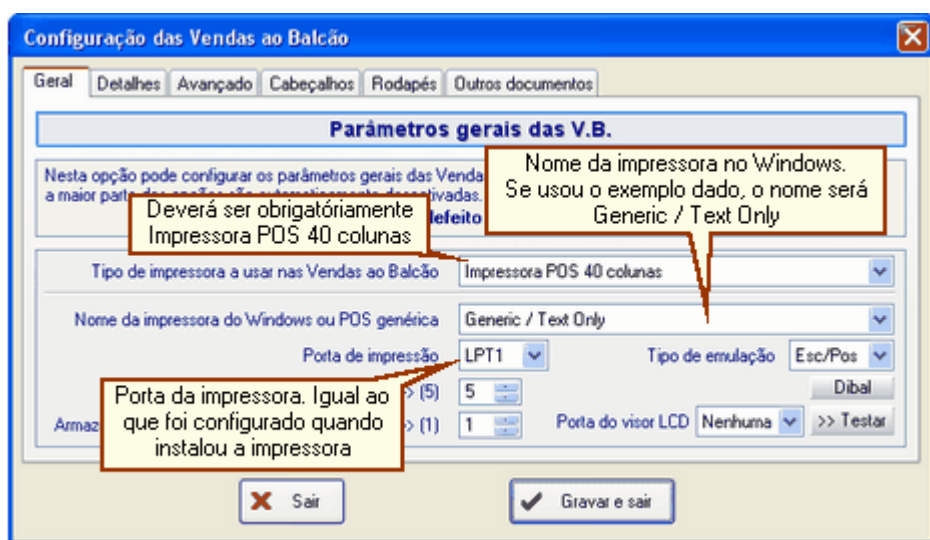 Configuração das Vendas ao Balcão
Geral Detalhes Avançado Cabeçalhos Rodapés Outros documentos
Parâmetros gerais das V.B.
Nesta opção pode configurar os parâmetros gerais das
a maior parte
Nome da impressora no Windows.
Se usou o exemplo dado, o nome será
Generic / Text Only
Deverá ser obrigatóriamente
Impressora POS 40 colunas
Tipo de impressora a usar nas Vendas ao Balcão Impressora POS 40 colunas
Nome da impressora do Windows ou POS genérica Generic / Text Only
Porta de impressão LPT1 Tipo de emulação Esc/Pos
(5) 5 Dibal
(1) 1 Porta do visor LCD Nenhuma >> Testar
Porta da impressora. Igual ao
que foi configurado quando
instalou a impressora
Sair Gravar e sair